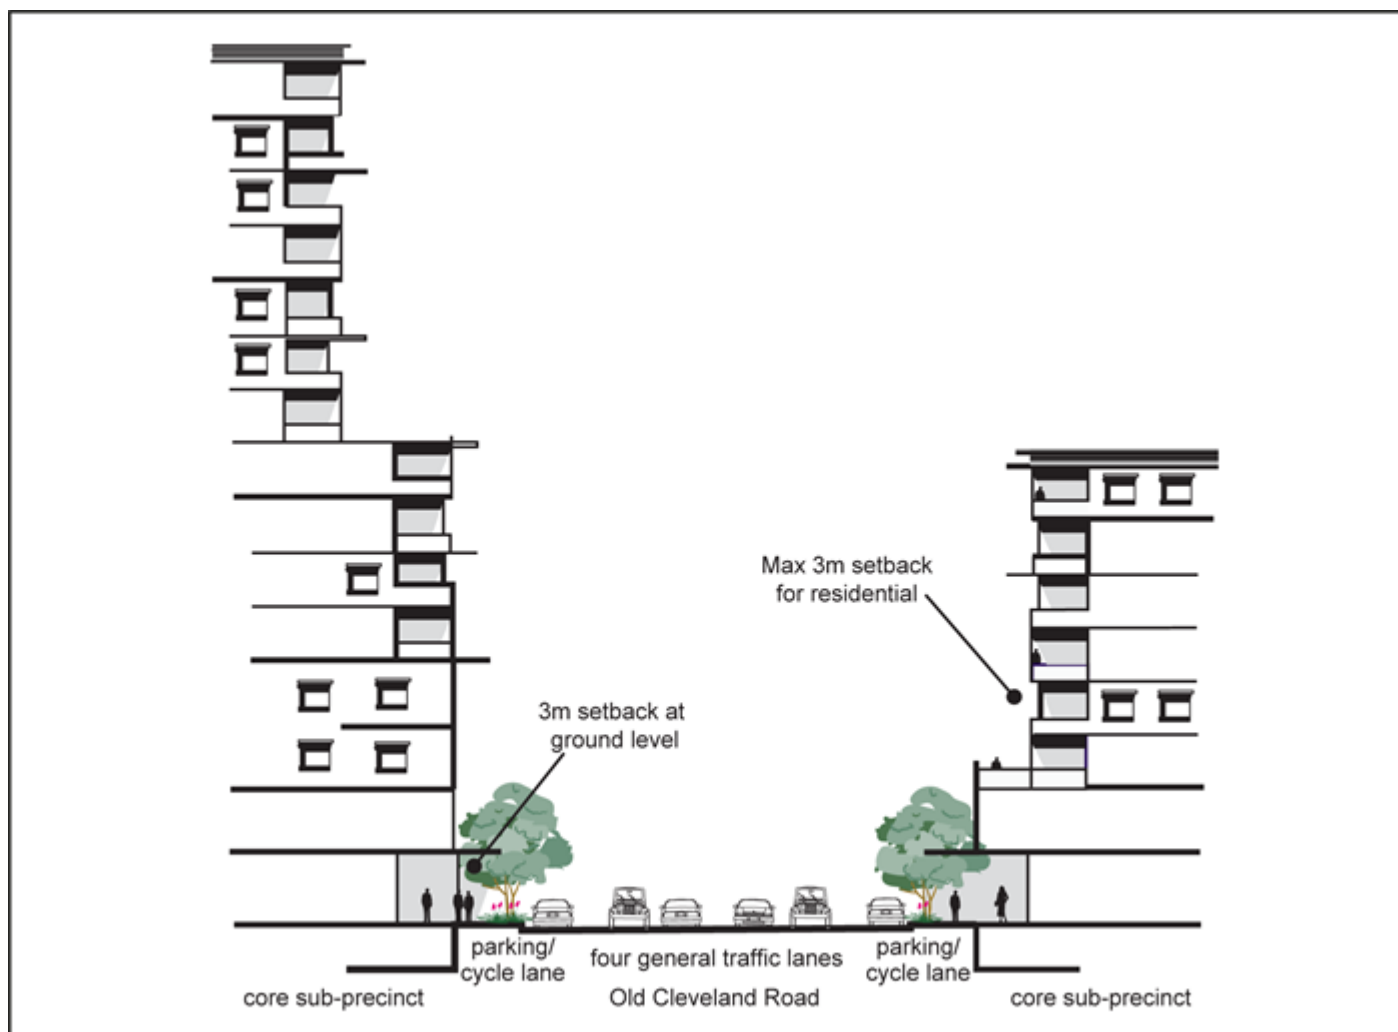 Max 3m setback
for residential
3m setback at
ground level
parking/
cycle lane
four general traffic lanes
parking/
cycle lane
core sub-precinct
Old Cleveland Road
core sub-precinct